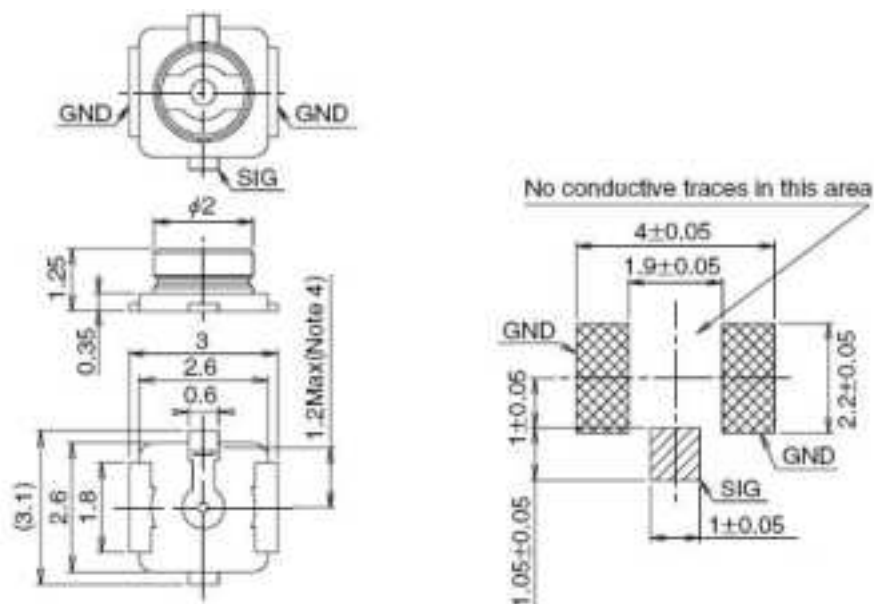 GND
GND
SIG
ϕ2
1.25
0.35
3
2.6
0.6
1.2Max(Note 4)
(3.1)
2.6
1.8
No conductive traces in this area
4±0.05
1.9±0.05
GND
2.2±0.05
1±0.05
GND
SIG
1.05±0.05
1±0.05